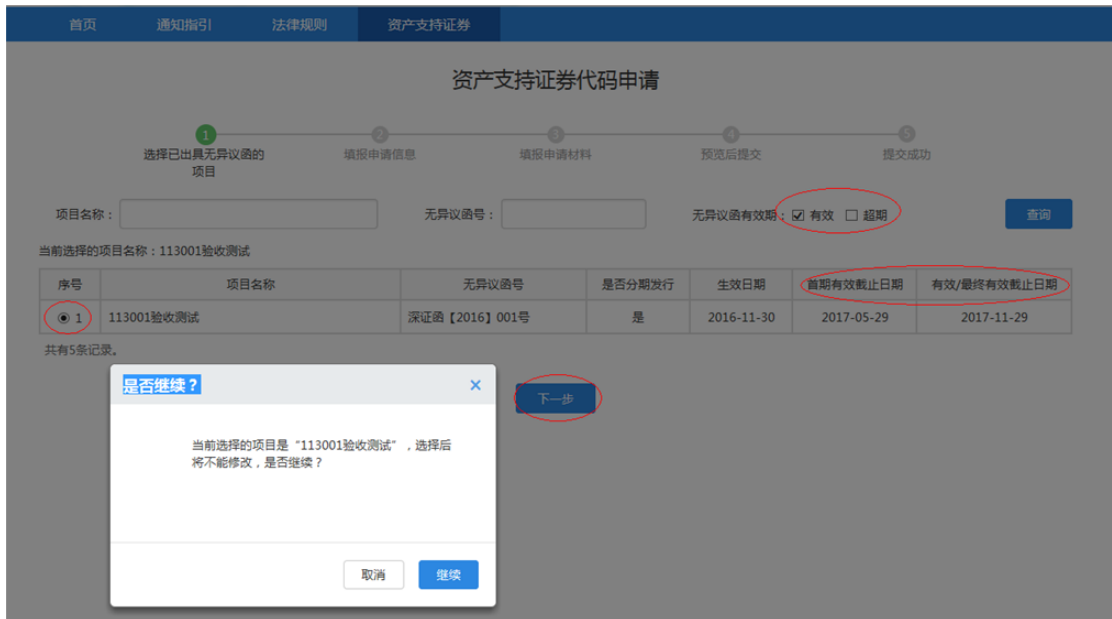 首页 通知指引 法律规则 资产支持证券
资产支持证券代码申请
1 2 3 4 5
选择已出具无异议函的 填报申请信息 填报申请材料 预览后提交 提交成功
项目
项目名称： 无异议函号： 无异议函有效期： 有效 超期 查询
当前选择的项目名称：113001验收测试
序号 项目名称 无异议函号 是否分期发行 生效日期 首期有效截止日期 有效/最终有效截止日期
1 113001验收测试 深证函【2016】001号 是 2016-11-30 2017-05-29 2017-11-29
共有5条记录。
是否继续？ ×
下一步
当前选择的项目是“113001验收测试”，选择后
将不能修改，是否继续？
取消 继续